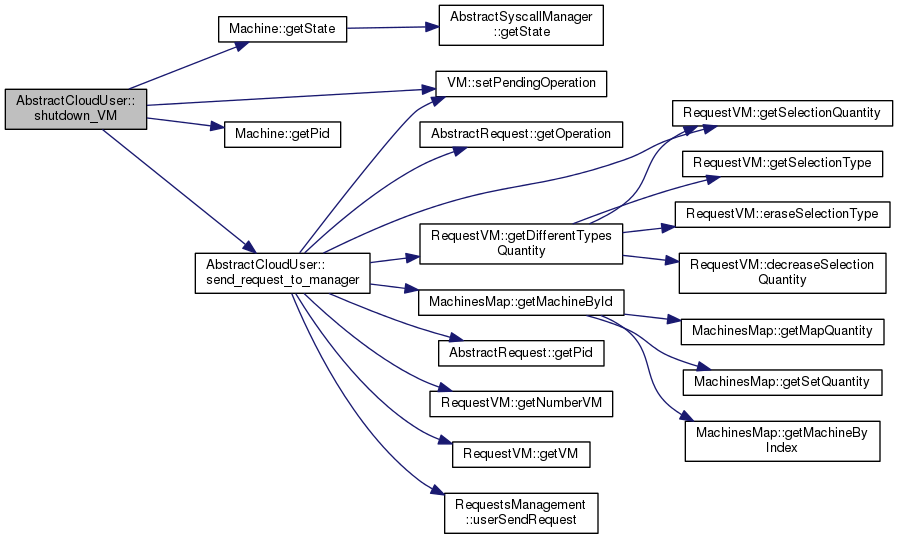 AbstractCloudUser::
shutdown_VM
Machine::getState
AbstractSyscallManager
::getState
VM::setPendingOperation
Machine::getPid
AbstractCloudUser::
send_request_to_manager
AbstractRequest::getOperation
RequestVM::getSelectionQuantity
RequestVM::getDifferentTypes
Quantity
RequestVM::getSelectionType
RequestVM::eraseSelectionType
RequestVM::decreaseSelection
Quantity
MachinesMap::getMachineById
MachinesMap::getMapQuantity
MachinesMap::getSetQuantity
MachinesMap::getMachineBy
Index
AbstractRequest::getPid
RequestVM::getNumberVM
RequestVM::getVM
RequestsManagement
::userSendRequest